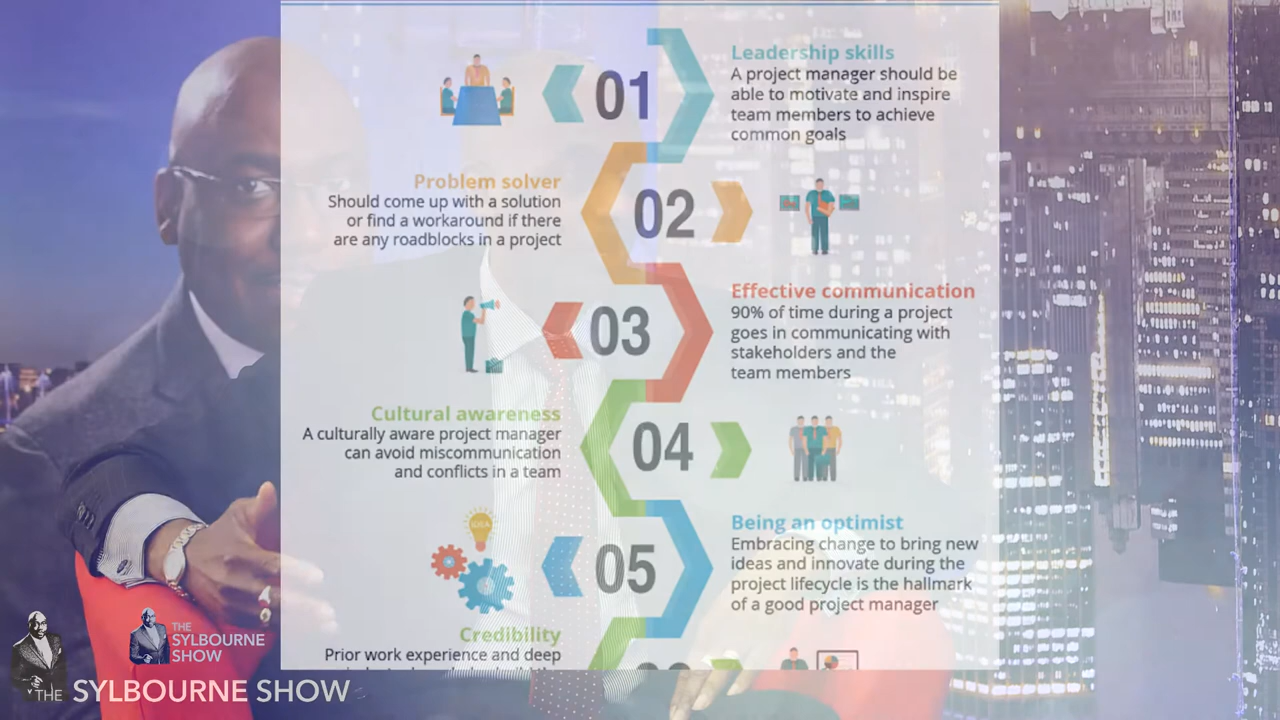 01
Leadership skills
A project manager should be
able to motivate and inspire
team members to achieve
common goals
Problem solver
Should come up with a solution
or find a workaround if there
are any roadblocks in a project
02
03
Effective communication
90% of time during a project
goes in communicating with
stakeholders and the
team members
Cultural awareness
A culturally aware project manager
can avoid miscommunication
and conflicts in a team
04
IDEA
05
Being an optimist
Embracing change to bring new
ideas and innovate during the
project lifecycle is the hallmark
of a good project manager
Credibility
Prior work experience and deep
THE
SYLBOURNE
SHOW
THE SYLBOURNE SHOW